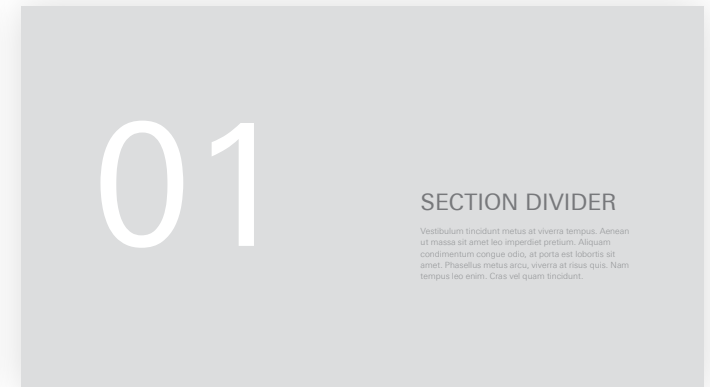 01
SECTION DIVIDER
Vestibulum tincidunt metus at viverra tempus. Aenean
ut massa sit amet leo imperdiet pretium. Aliquam
condimentum congue odio, at porta est lobortis sit
amet. Phasellus metus arcu, viverra at risus quis. Nam
tempus leo enim. Cras vel quam tincidunt.